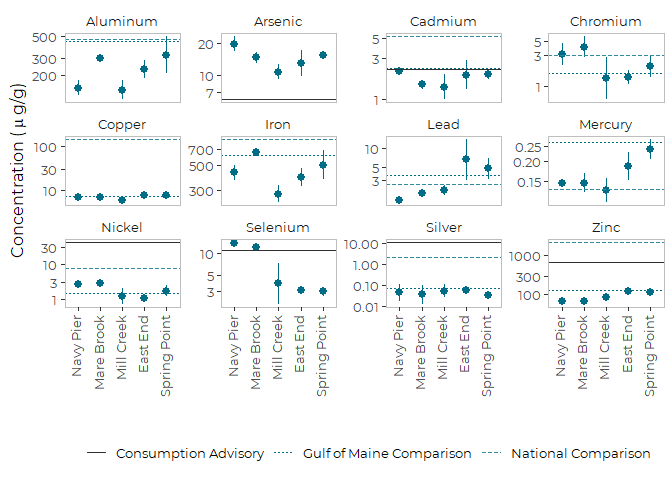 Aluminum Arsenic Cadmium Chromium
500
300
200
20
10
7
5
3
1
5
3
1
Copper Iron Lead Mercury
100
30
10
700
500
300
10
5
3
0.25
0.20
0.15
Nickel Selenium Silver Zinc
30
10
3
1
10
5
3
10.00
1.00
0.10
0.01
1000
300
100
Concentration ( μ g/g)
Navy Pier
Mare Brook
Mill Creek
East End
Spring Point
Navy Pier
Mare Brook
Mill Creek
East End
Spring Point
Navy Pier
Mare Brook
Mill Creek
East End
Spring Point
Navy Pier
Mare Brook
Mill Creek
East End
Spring Point
Consumption Advisory Gulf of Maine Comparison National Comparison